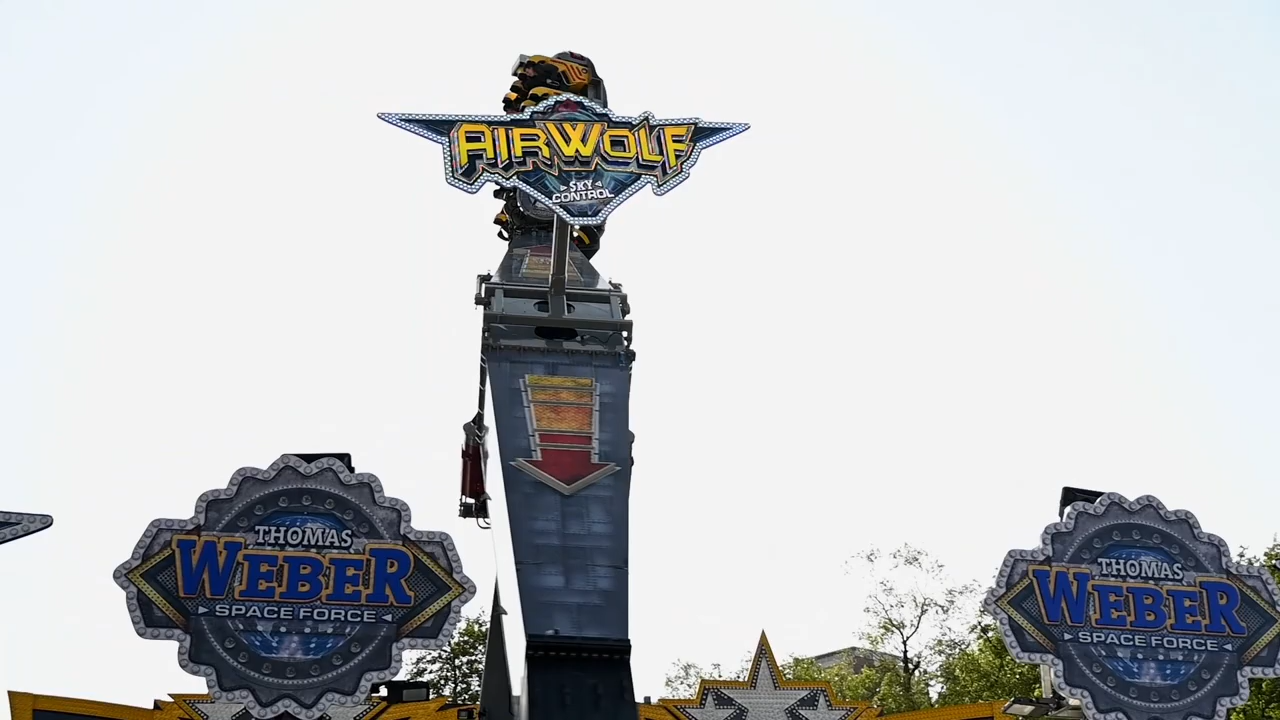 AIRWOLF
SKY
CONTROL
THOMAS
WEBER
SPACE FORCE
THOMAS
WEBER
SPACE FORCE